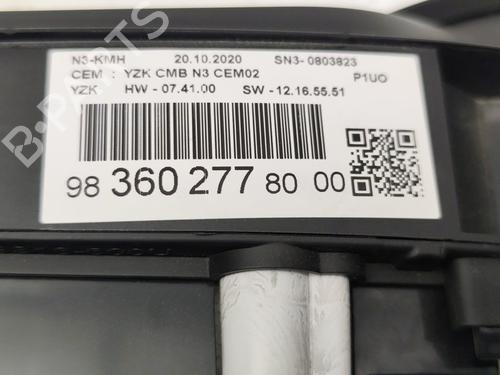 N3-KMH 20.10.2020 SN3- 0803823
CEM : YZK CMB N3 CEM02 P1UO
YZK HW - 07.41.00 SW - 12.16.55.51
98 360 277 80 00
B-PARTS